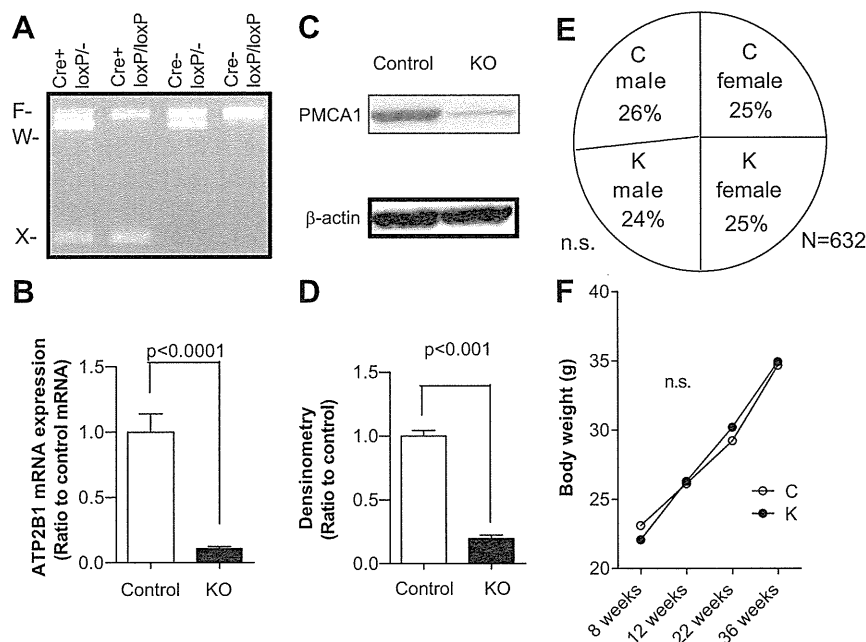 A
Cre+
loxP/-
Cre+
loxP/loxP
Cre-
loxP/-
Cre-
loxP/loxP
F-
W-
X-
B
p<0.0001
ATP2B1 mRNA expression
(Ratio to control mRNA)
1.5
1.0
0.5
0.0
Control
KO
C
Control
KO
PMCA1
β-actin
D
p<0.001
Densinometry
(Ratio to control)
1.5
1.0
0.5
0.0
Control
KO
E
C
male
26%
C
female
25%
K
male
24%
K
female
25%
n.s.
N=632
F
Body weight (g)
40
35
30
25
20
n.s.
C
K
8 weeks
12 weeks
22 weeks
36 weeks